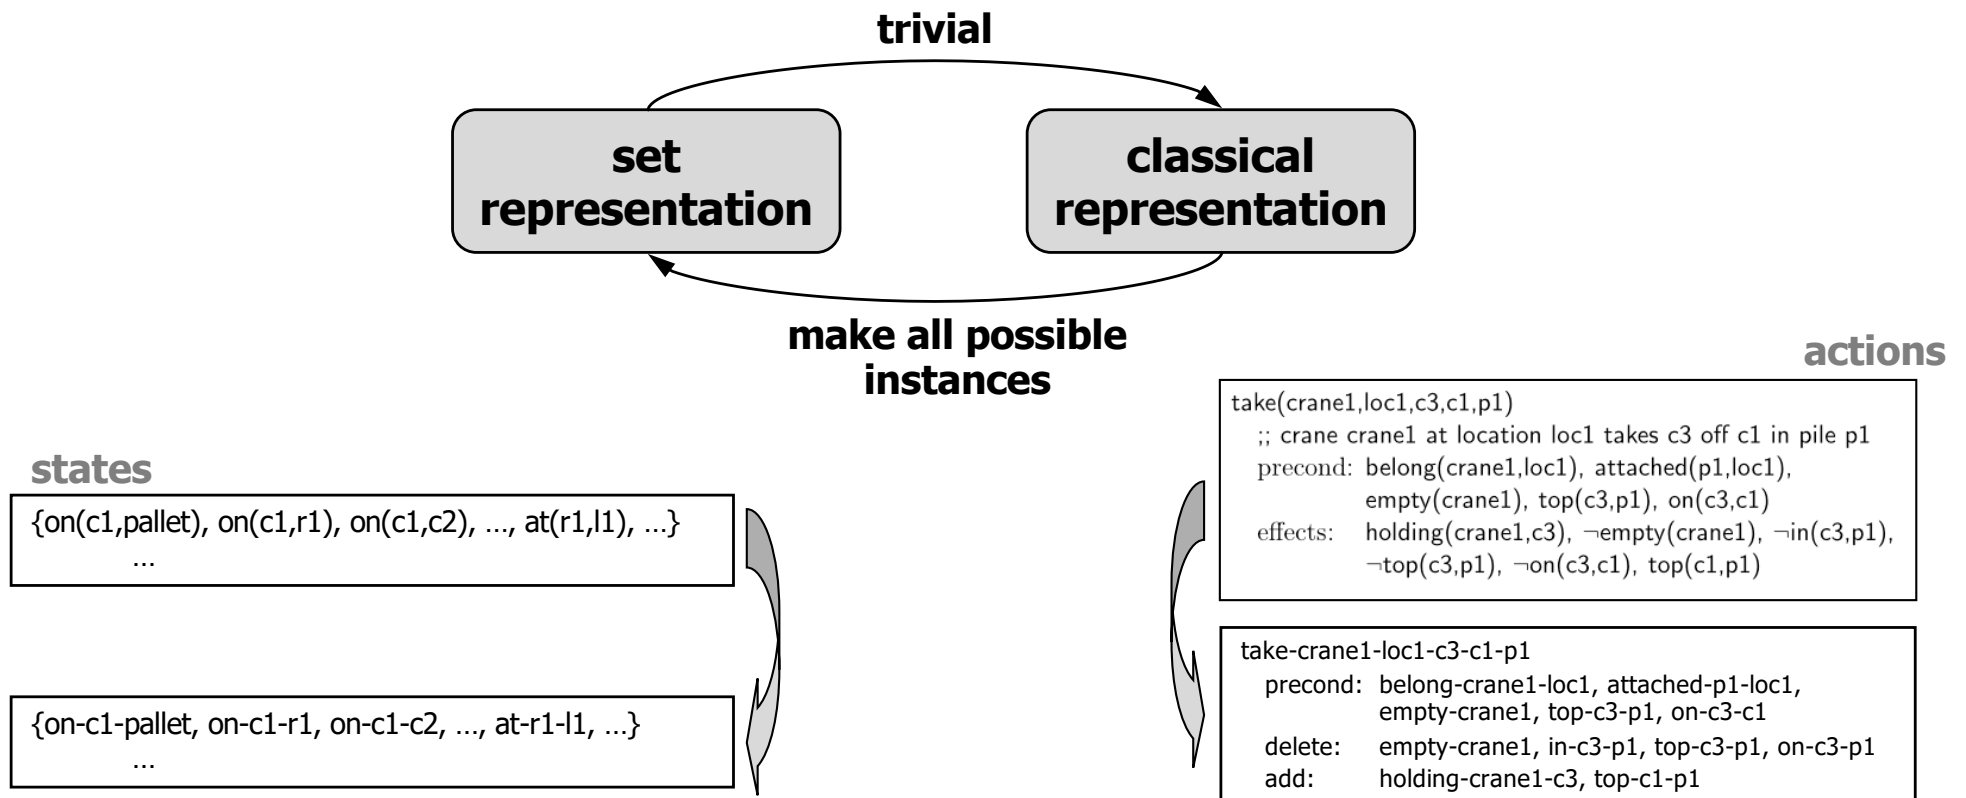 trivial
set
representation
classical
representation
make all possible
instances
actions
take(crane1,loc1,c3,c1,p1)
;; crane crane1 at location loc1 takes c3 off c1 in pile p1
precond: belong(crane1,loc1), attached(p1,loc1),
empty(crane1), top(c3,p1), on(c3,c1)
effects: holding(crane1,c3), ¬empty(crane1), ¬in(c3,p1),
¬top(c3,p1), ¬on(c3,c1), top(c1,p1)
states
{on(c1,pallet), on(c1,r1), on(c1,c2), …, at(r1,l1), …}
…
take-crane1-loc1-c3-c1-p1
precond: belong-crane1-loc1, attached-p1-loc1,
empty-crane1, top-c3-p1, on-c3-c1
delete: empty-crane1, in-c3-p1, top-c3-p1, on-c3-p1
add: holding-crane1-c3, top-c1-p1
{on-c1-pallet, on-c1-r1, on-c1-c2, …, at-r1-l1, …}
…